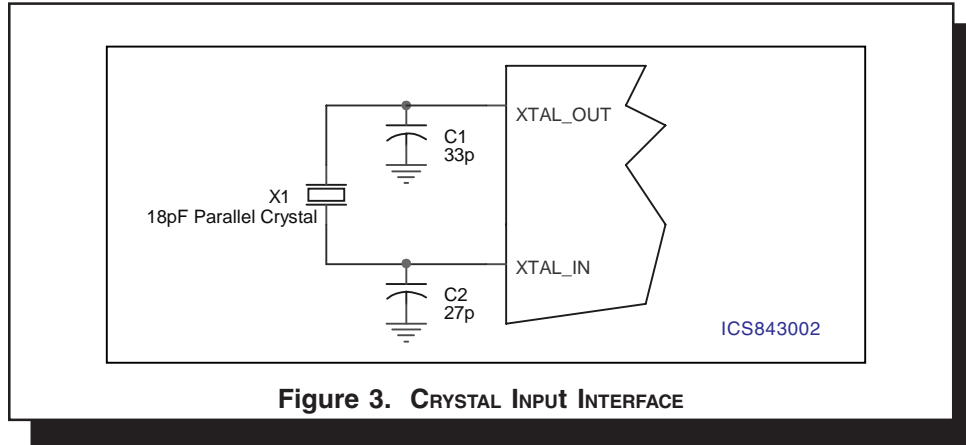 XTAL_OUT
C1
33p
X1
18pF Parallel Crystal
XTAL_IN
C2
27p
ICS843002
Figure 3. CRYSTAL INPUt INTERFACE